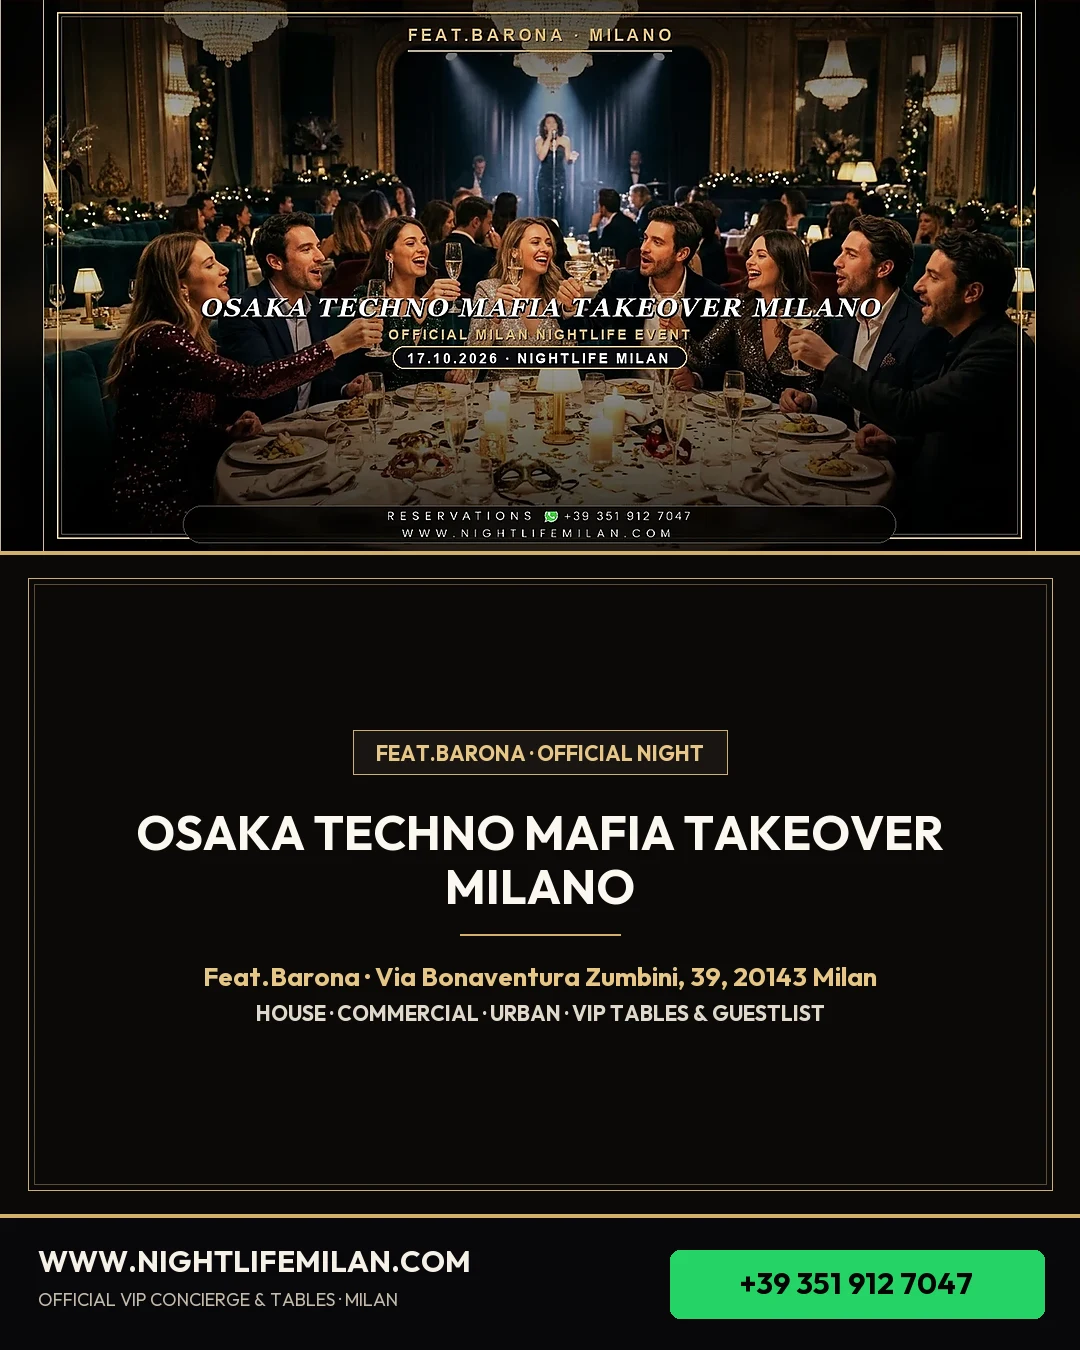 FEAT.BARONA · MILANO
OSAKA TECHNO MAFIA TAKEOVER MILANO
OFFICIAL MILAN NIGHTLIFE EVENT
17.10.2026 · NIGHTLIFE MILAN
RESERVATIONS +39 351 912 7047
WWW.NIGHTLIFEMILAN.COM
FEAT.BARONA · OFFICIAL NIGHT
OSAKA TECHNO MAFIA TAKEOVER
MILANO
Feat.Barona · Via Bonaventura Zumbini, 39, 20143 Milan
HOUSE · COMMERCIAL · URBAN · VIP TABLES & GUESTLIST
WWW.NIGHTLIFEMILAN.COM
OFFICIAL VIP CONCIERGE & TABLES · MILAN
+39 351 912 7047